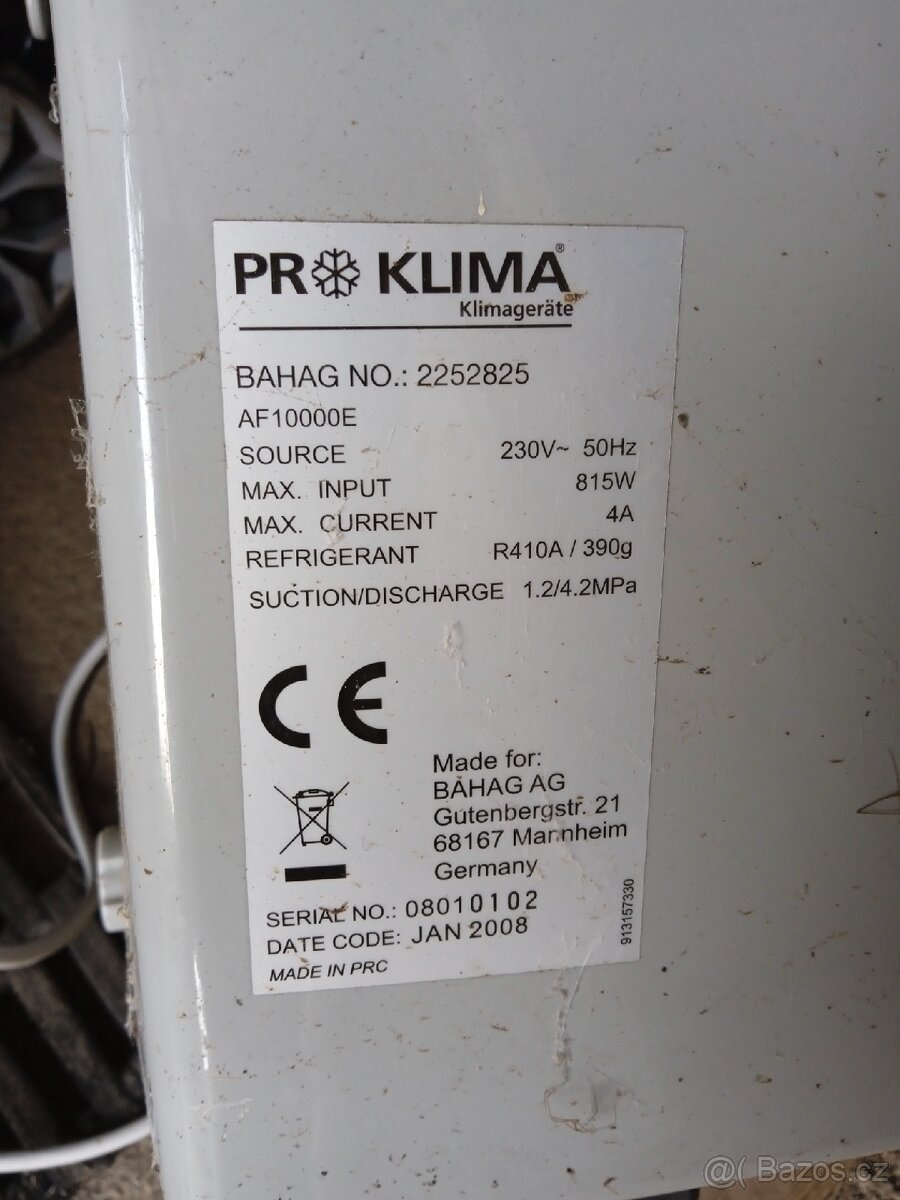 PR KLIMA®
Klimageräte
BAHAG NO.: 2252825
AF10000E
SOURCE 230V~ 50Hz
MAX. INPUT 815W
MAX. CURRENT 4A
REFRIGERANT R410A / 390g
SUCTION/DISCHARGE 1.2/4.2MPa
CE
Made for:
BAHAG AG
Gutenbergstr. 21
68167 Mannheim
Germany
SERIAL NO.: 08010102
DATE CODE: JAN 2008
MADE IN PRC
913157330
@( Bazos.cz